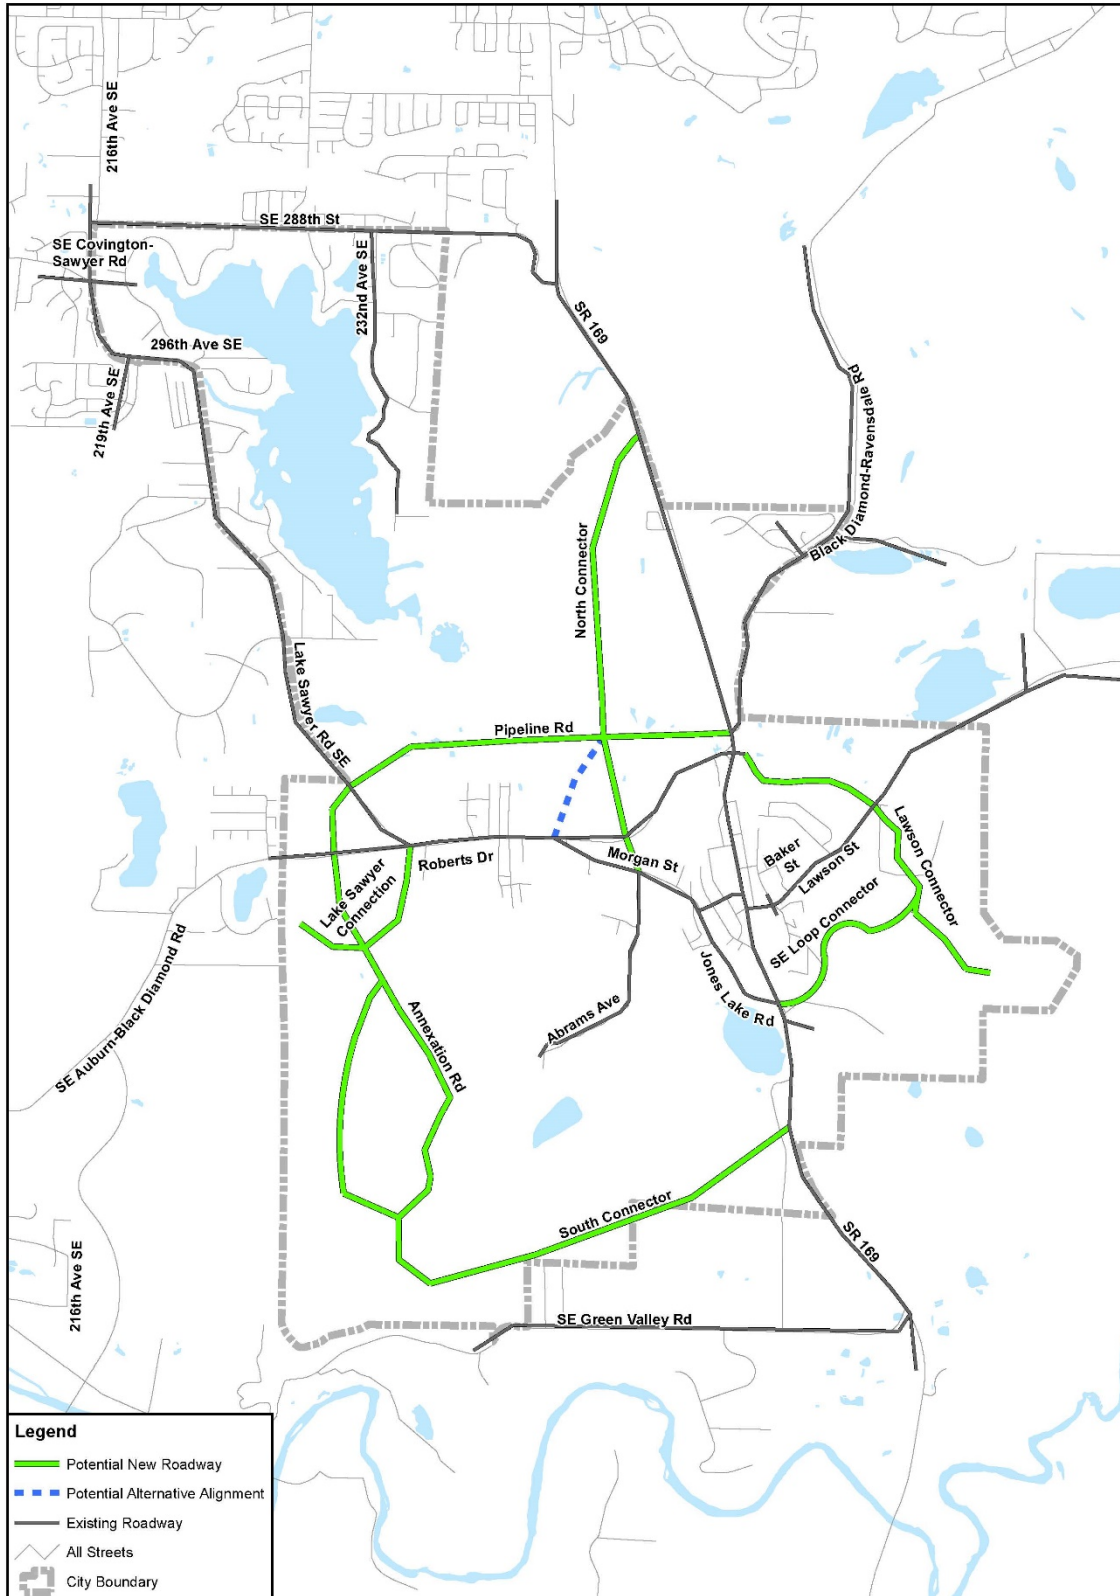 216th Ave SE
SE 288th St
SE Covington-
Sawyer Rd
232nd Ave SE
SR 169
296th Ave SE
219th Ave SE
Black Diamond-Ravensdale Rd
North Connector
Lake Sawyer Rd SE
Pipeline Rd
Roberts Dr
Morgan St
Baker
St
Lawson St
Lawson Connector
Lake Sawyer
Connection
SE Loop Connector
SE Auburn-Black Diamond Rd
Jones Lake Rd
Abrams Ave
Annexation Rd
South Connector
SR 169
216th Ave SE
SE Green Valley Rd
Legend
Potential New Roadway
Potential Alternative Alignment
Existing Roadway
All Streets
City Boundary